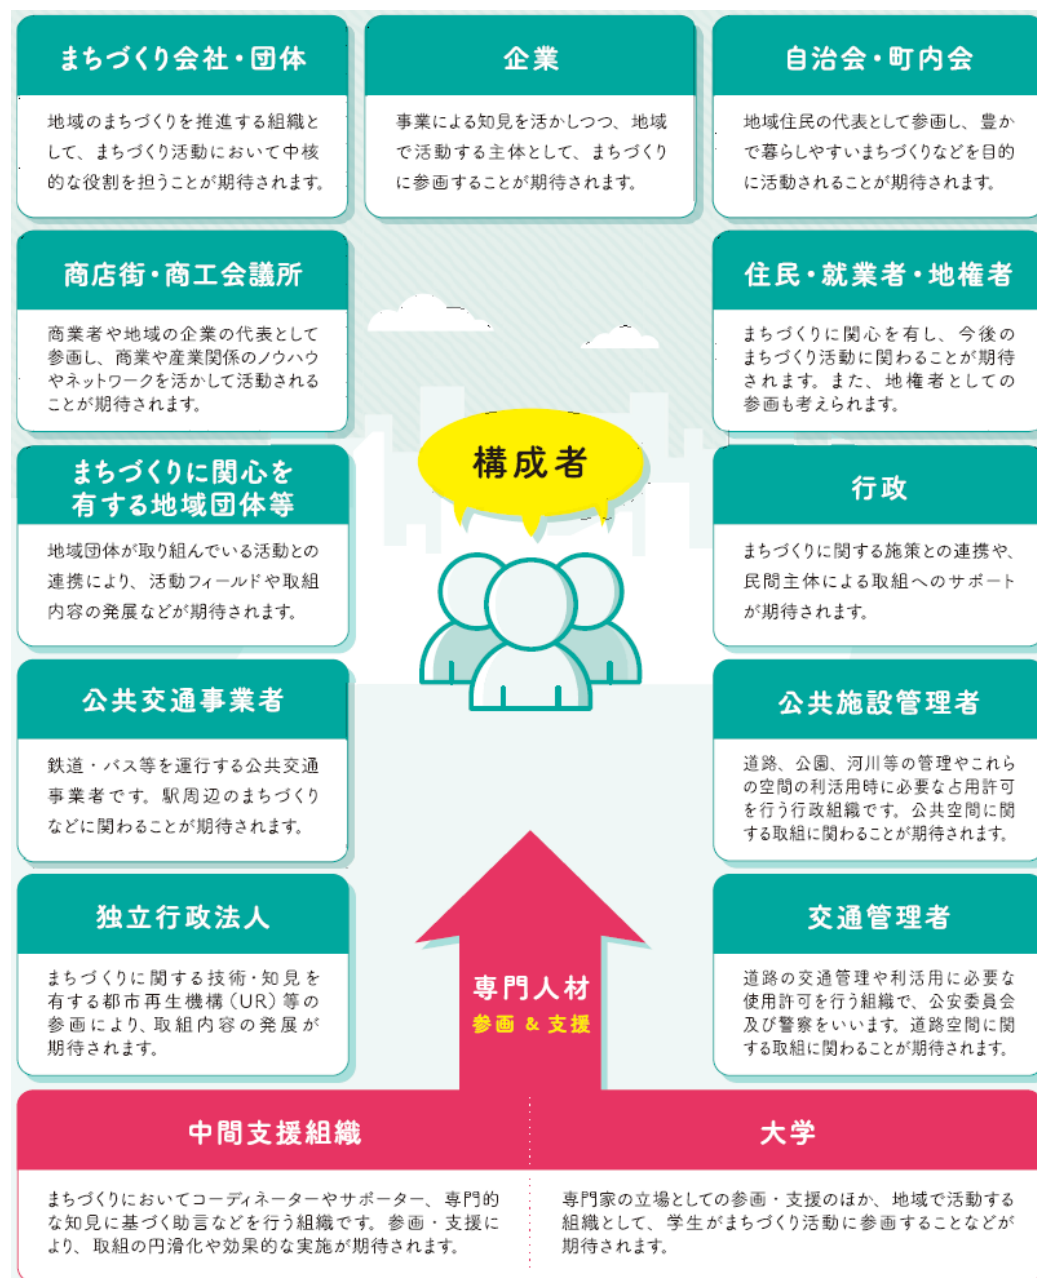 まちづくり会社・団体
地域のまちづくりを推進する組織と
して、まちづくり活動において中核
的な役割を担うことが期待されます。
企業
事業による知見を活かしつつ、地域
で活動する主体として、まちづくり
に参画することが期待されます。
自治会・町内会
地域住民の代表として参画し、豊か
で暮らしやすいまちづくりなどを目的
に活動されることが期待されます。
商店街・商工会議所
商業者や地域の企業の代表として
参画し、商業や産業関係のノウハウ
やネットワークを活かして活動される
ことが期待されます。
住民・就業者・地権者
まちづくりに関心を有し、今後の
まちづくり活動に関わることが期待
されます。また、地権者としての
参画も考えられます。
構成者
まちづくりに関心を
有する地域団体等
地域団体が取り組んでいる活動との
連携により、活動フィールドや取組
内容の発展などが期待されます。
行政
まちづくりに関する施策との連携や、
民間主体による取組へのサポート
が期待されます。
公共交通事業者
鉄道・バス等を運行する公共交通
事業者です。駅周辺のまちづくり
などに関わることが期待されます。
公共施設管理者
道路、公園、河川等の管理やこれら
の空間の利活用時に必要な占用許可
を行う行政組織です。公共空間に関
する取組に関わることが期待されます。
独立行政法人
まちづくりに関する技術・知見を
有する都市再生機構(UR)等の
参画により、取組内容の発展が
期待されます。
交通管理者
道路の交通管理や利活用に必要な
使用許可を行う組織で、公安委員会
及び警察をいいます。道路空間に関
する取組に関わることが期待されます。
専門人材
参画 & 支援
中間支援組織
まちづくりにおいてコーディネーターやサポーター、専門的
な知見に基づく助言などを行う組織です。参画・支援に
より、取組の円滑化や効果的な実施が期待されます。
大学
専門家の立場としての参画・支援のほか、地域で活動する
組織として、学生がまちづくり活動に参画することなどが
期待されます。